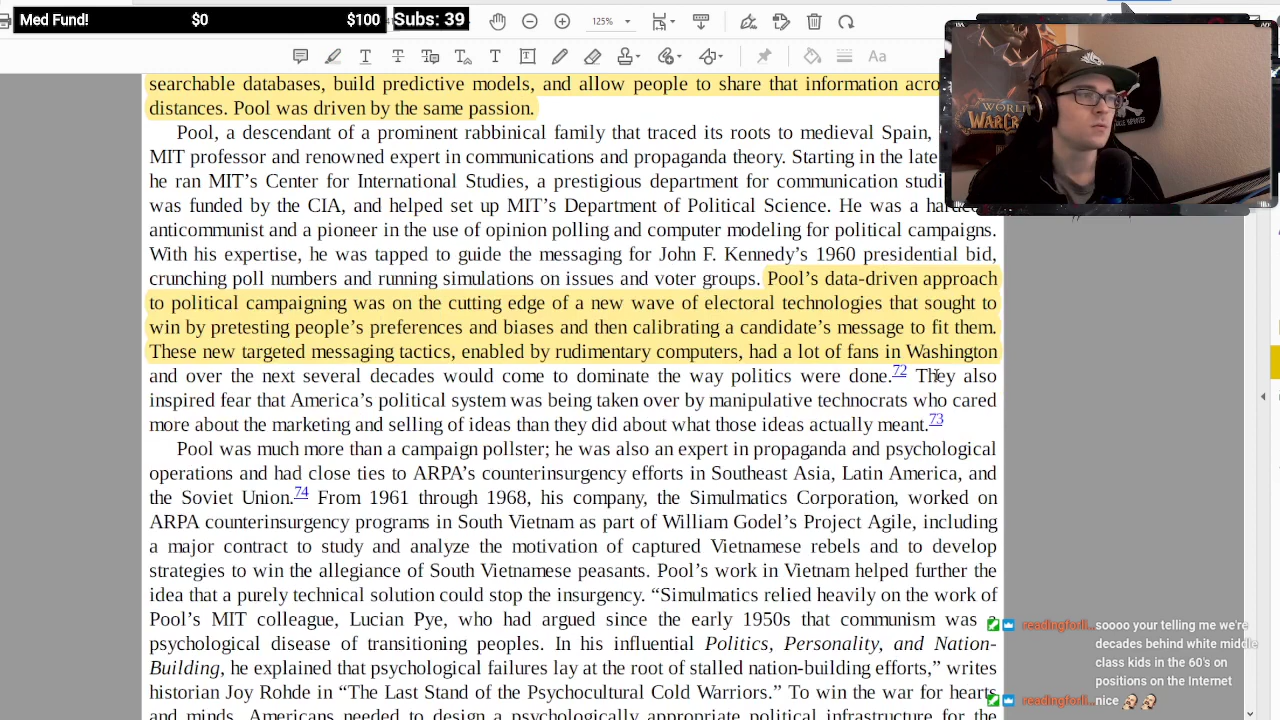 Med Fund! $0 $100 Subs: 39
125%
Aa
searchable databases, build predictive models, and allow people to share that information
distances. Pool was driven by the same passion.
Pool, a descendant of a prominent rabbinical family that traced its roots to medieval Spain,
MIT professor and renowned expert in communications and propaganda theory. Starting in the late
he ran MIT’s Center for International Studies, a prestigious department for communication
was funded by the CIA, and helped set up MIT’s Department of Political Science. He was a
anticommunist and a pioneer in the use of opinion polling and computer modeling for political campaigns.
With his expertise, he was tapped to guide the messaging for John F. Kennedy’s 1960 presidential bid,
crunching poll numbers and running simulations on issues and voter groups. Pool’s data-driven approach
to political campaigning was on the cutting edge of a new wave of electoral technologies that sought to
win by pretesting people’s preferences and biases and then calibrating a candidate’s message to fit them.
These new targeted messaging tactics, enabled by rudimentary computers, had a lot of fans in Washington
and over the next several decades would come to dominate the way politics were done.72 They also
inspired fear that America’s political system was being taken over by manipulative technocrats who cared
more about the marketing and selling of ideas than they did about what those ideas actually meant.73
Pool was much more than a campaign pollster; he was also an expert in propaganda and psychological
operations and had close ties to ARPA’s counterinsurgency efforts in Southeast Asia, Latin America, and
the Soviet Union.74 From 1961 through 1968, his company, the Simulmatics Corporation, worked on
ARPA counterinsurgency programs in South Vietnam as part of William Godel’s Project Agile, including
a major contract to study and analyze the motivation of captured Vietnamese rebels and to develop
strategies to win the allegiance of South Vietnamese peasants. Pool’s work in Vietnam helped further the
idea that a purely technical solution could stop the insurgency. “Simulmatics relied heavily on the work of
Pool’s MIT colleague, Lucian Pye, who had argued since the early 1950s that communism was a
psychological disease of transitioning peoples. In his influential Politics, Personality, and Nation-
Building, he explained that psychological failures lay at the root of stalled nation-building efforts,” writes
historian Joy Rohde in “The Last Stand of the Psychocultural Cold Warriors.” To win the war for hearts
and minds, Americans needed to design a psychologically appropriate political infrastructure for the
WORLD
readingforli.. soooo your telling me we're
decades behind white middle
class kids in the 60's on
positions on the Internet
readingforli.. nice